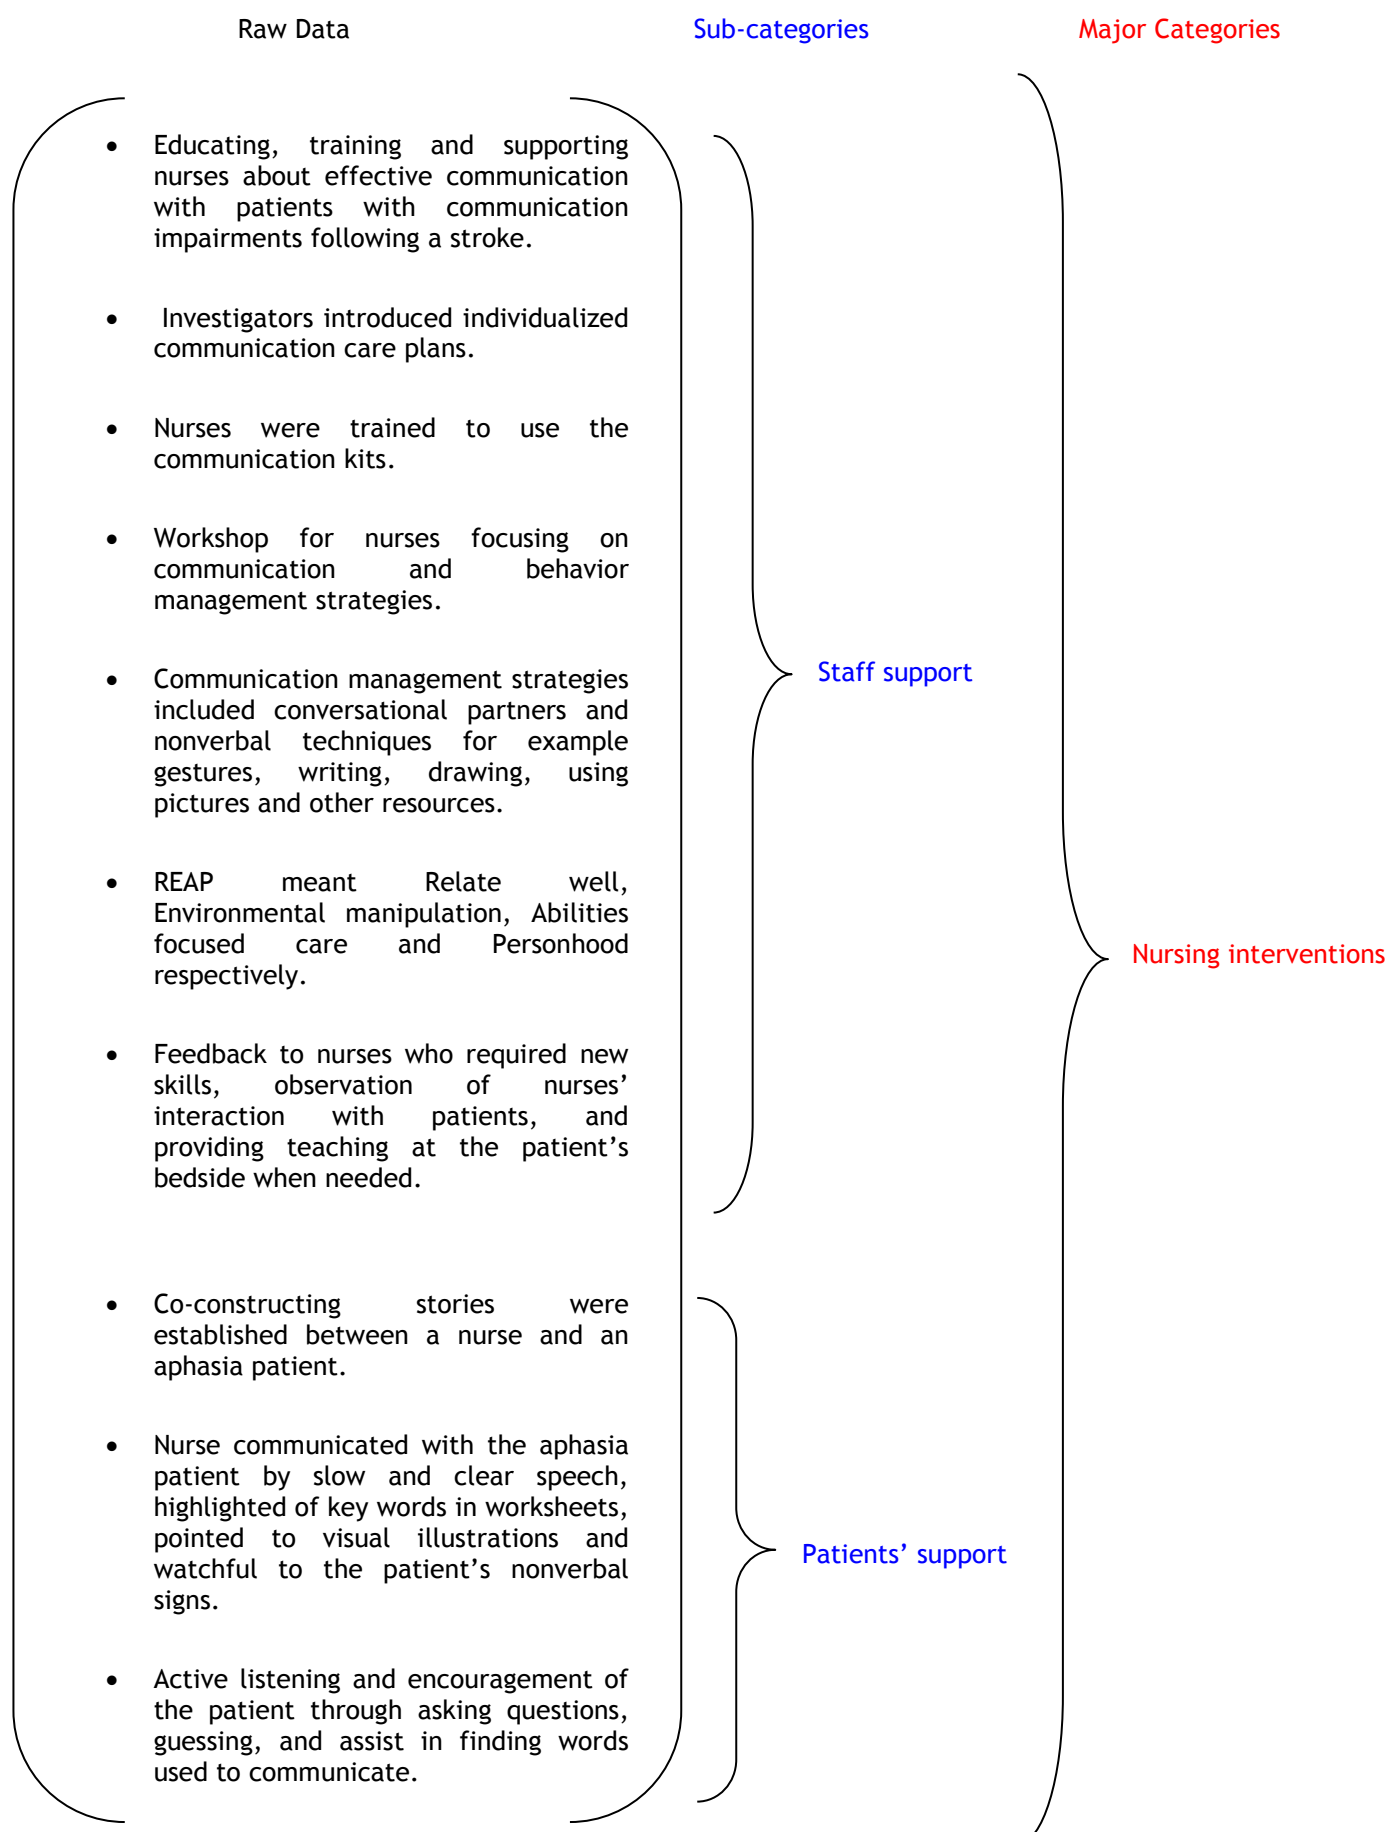 Raw Data Sub-categories Major Categories
• Educating, training and supporting
nurses about effective communication
with patients with communication
impairments following a stroke.
• Investigators introduced individualized
communication care plans.
• Nurses were trained to use the
communication kits.
• Workshop for nurses focusing on
communication and behavior
management strategies.
• Communication management strategies
included conversational partners and
nonverbal techniques for example
gestures, writing, drawing, using
pictures and other resources.
Staff support
• REAP meant Relate well,
Environmental manipulation, Abilities
focused care and Personhood
respectively.
Nursing interventions
• Feedback to nurses who required new
skills, observation of nurses’
interaction with patients, and
providing teaching at the patient’s
bedside when needed.
• Co-constructing stories were
established between a nurse and an
aphasia patient.
• Nurse communicated with the aphasia
patient by slow and clear speech,
highlighted of key words in worksheets,
pointed to visual illustrations and
watchful to the patient’s nonverbal
signs.
Patients’ support
• Active listening and encouragement of
the patient through asking questions,
guessing, and assist in finding words
used to communicate.